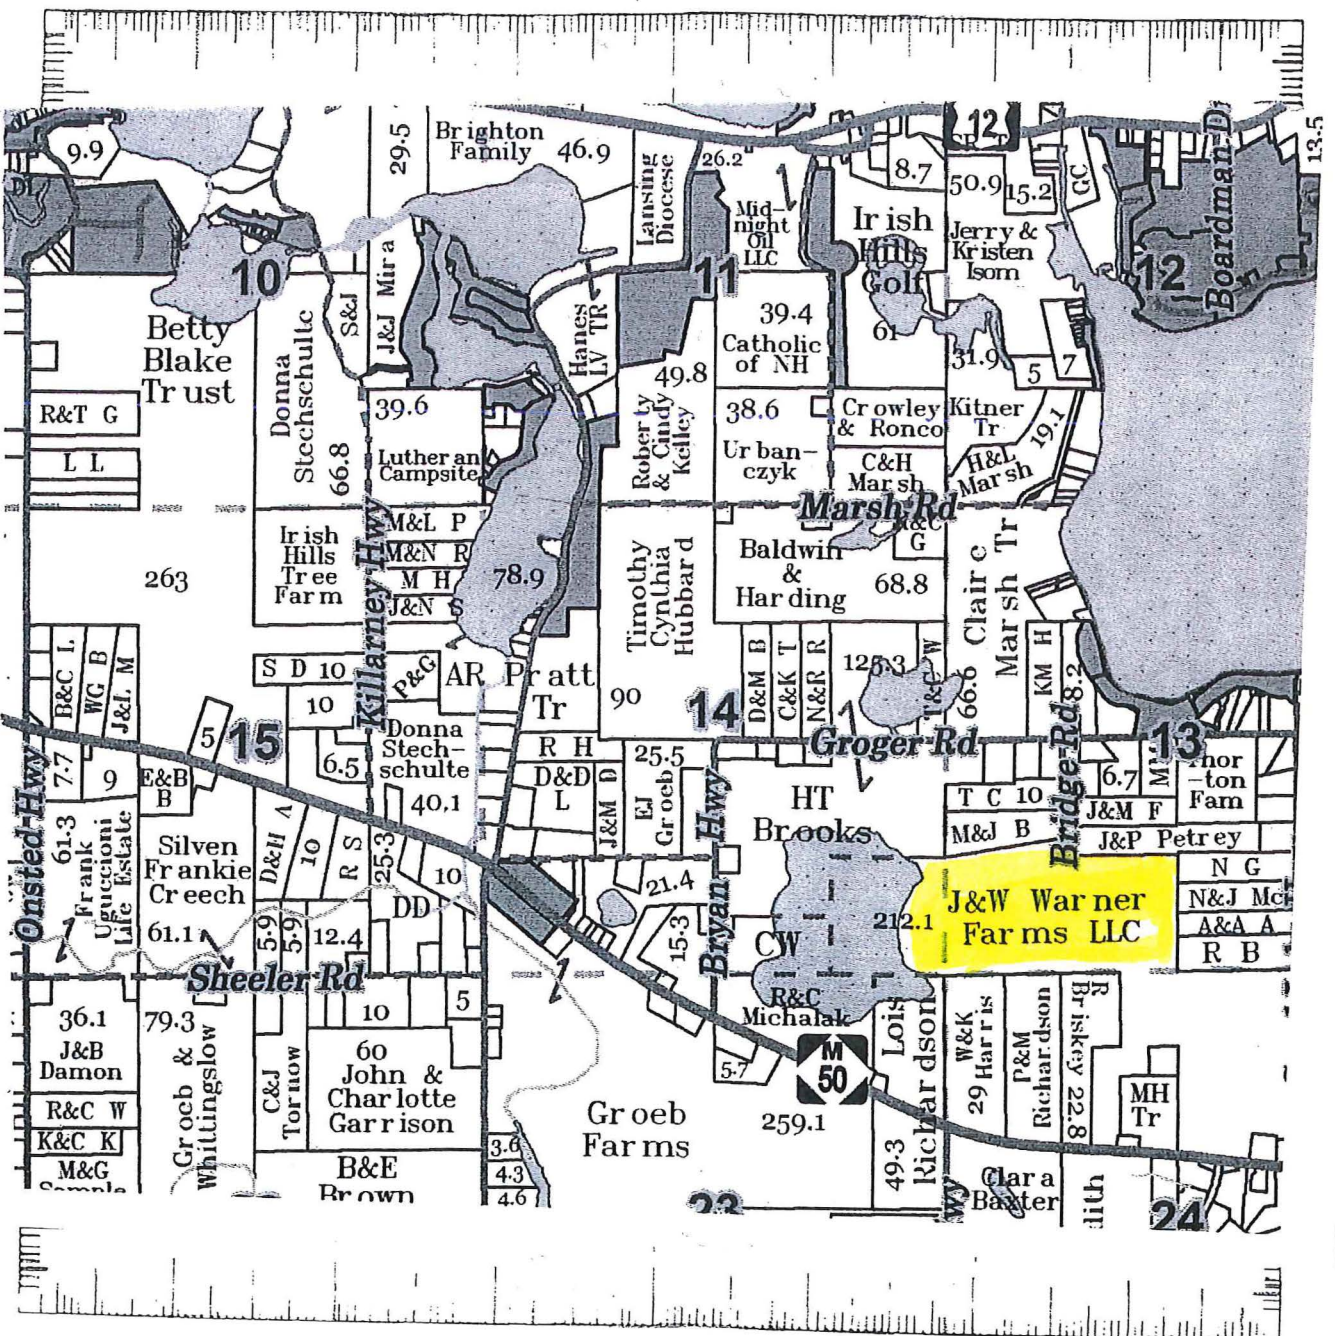 12
9.9
29.5
Brighton
Family
46.9
Lansing
Diocese
26.2
8.7
50.9
15.2
GC
13.5
Boardman D
DI
Mid-
night
Oil
LLC
Irish
Hills
Golf
61
Jerry &
Kristen
Isom
10
11
12
S&J
J&J Mira
Hanes
LV TR
Betty
Blake
Trust
Donna
Stechschulte
66.8
39.4
Catholic
of NH
31.9
5
7
49.8
R&T G
L L
39.6
Lutheran
Campsite
Roberty
& Cindy
Kelley
38.6
Urban-
czyk
Crowley
& Ronco
Kitner
Tr
19.1
C&H
Marsh
H&L
Marsh
Marsh Rd
Killarney Hwy
263
Irish
Hills
Tree
Farm
M&L P
M&N R
M H
J&N S
78.9
Timothy
Cynthia
Hubbard
90
Baldwin
&
Harding
68.8
G
66.6
Claire
Marsh Tr
KM H
8.2
B&C L
WG B
J&L M
S D 10
10
P&G
AR Pratt
Tr
D&M B
C&K T
N&R R
125.3
T&C W
14
Groger Rd
13
15
5
Donna
Stech-
schulte
40.1
R H
D&D
L
J&M D
25.5
EJ
Groeb
Bryan Hwy
HT
Brooks
6.7
Thor
-ton
Fam
T C 10
M&J B
Bridge Rd
J&M F
J&P Petrey
Onsted Hwy
7.7
9
E&B
B
6.5
61.3
Frank
Uguccioni
Life Estate
Silven
Frankie
Creech
61.1
D&H A
10
R S
25.3
10
DD
5.9
5.9
12.4
21.4
15.3
CW
212.1
J&W Warner
Farms LLC
N G
N&J Mc
A&A A
R B
Sheeler Rd
R&C
Michalak
36.1
J&B
Damon
79.3
Groeb &
Whittingslow
C&J
Tornow
10
5
60
John &
Charlotte
Garrison
R&C W
K&C K
M&G
Sample
B&E
Brown
3.6
4.3
4.6
Groeb
Farms
259.1
5.7
M
50
Lois
Richardson
49.3
W&K
29 Harris
P&M
Richardson
R
Briskey 22.8
MH
Tr
Clara
Baxter
dith
wy
23
24